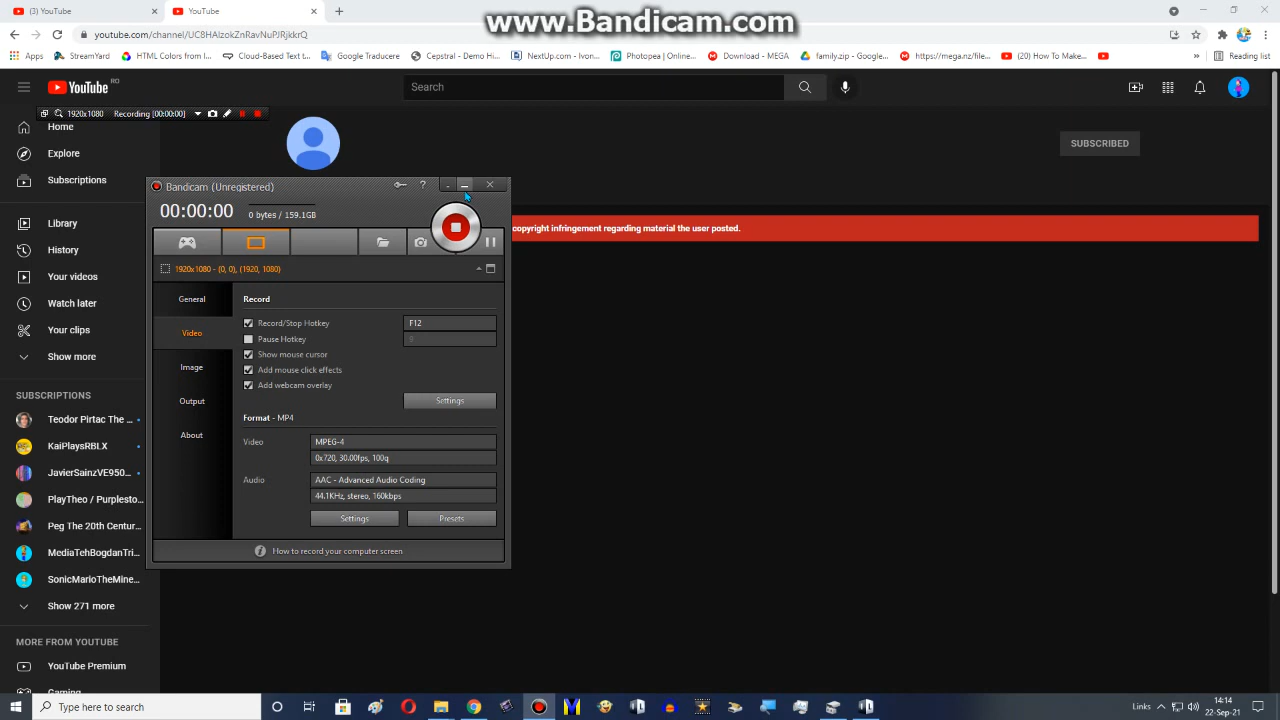 (3) YouTube
YouTube
www.Bandicam.com
youtube.com/channel/UC8HAlzokZnRavNuPJRjkkrQ
Apps
StreamYard
HTML Colors from I...
YouTube
Google Traducere
Cepstral - Discover...
NextUp - Ivon...
Photopea | Online...
Download - MEGA
family.zip - Googl...
https://mega.nz/file...
(70) How To Make...
Reading list
YouTube RO
Search
1920x1080 Recording [00:00:00]
Home
Explore
Subscriptions
SUBSCRIBED
Library
History
Your videos
Watch later
Your clips
Show more
SUBSCRIPTIONS
Teodor Pirtac The ...
KaiPlaysRBLX
JavierSainzVE950...
PlayTheo / Purplesto...
Peg The 20th Centur...
MediaTehBogdanTri...
SonicMarioTheMine...
Show 271 more
MORE FROM YOUTUBE
YouTube Premium
Gaming
copyright infringement regarding material the user posted.
Bandicam (Unregistered)
00:00:00
0 bytes / 159.1GB
1920x1080 - (0, 0), (1920, 1080)
General
Video
Image
Output
About
Record
Record/Stop Hotkey F12
Pause Hotkey
Show mouse cursor
Add mouse click effects
Add webcam overlay
Settings
Format - MP4
Video MPEG-4
0x720, 30.00fps, 100q
Audio AAC - Advanced Audio Coding
44.1KHz, stereo, 160kbps
Settings Presets
How to record your computer screen
Type here to search
Links
14:14
22-Sep-21